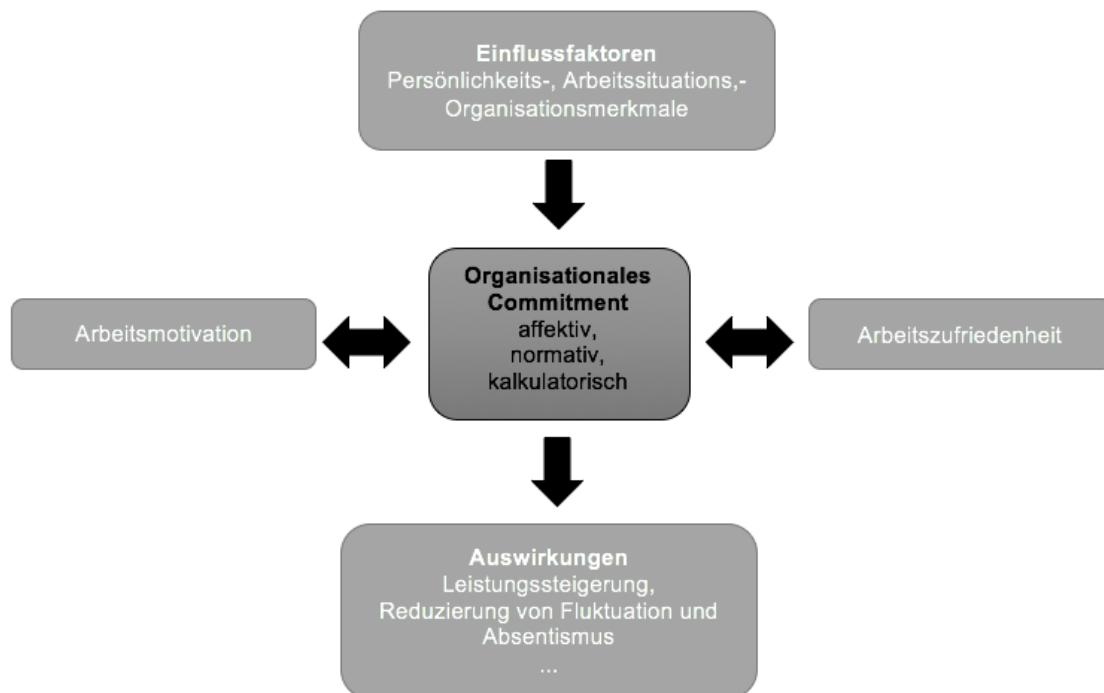 Einflussfaktoren
Persönlichkeits-, Arbeitssituations,-
Organisationsmerkmale
Organisationales
Commitment
affektiv,
normativ,
kalkulatorisch
Arbeitsmotivation
Arbeitszufriedenheit
Auswirkungen
Leistungssteigerung,
Reduzierung von Fluktuation und
Absentismus
...